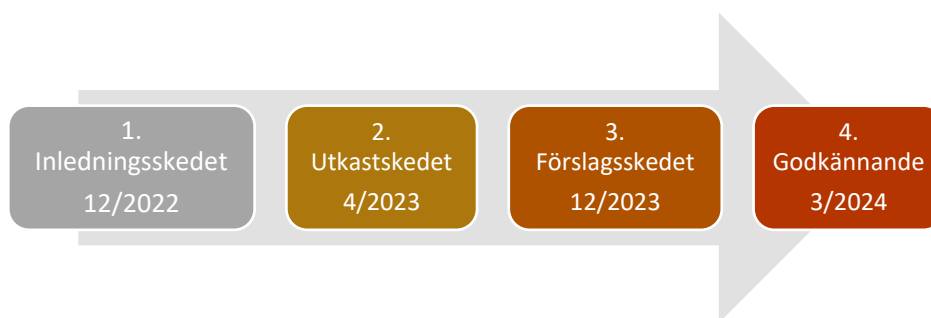 1.
Inledningsskedet
12/2022
2.
Utkastskedet
4/2023
3.
Förslagsskedet
12/2023
4.
Godkännande
3/2024